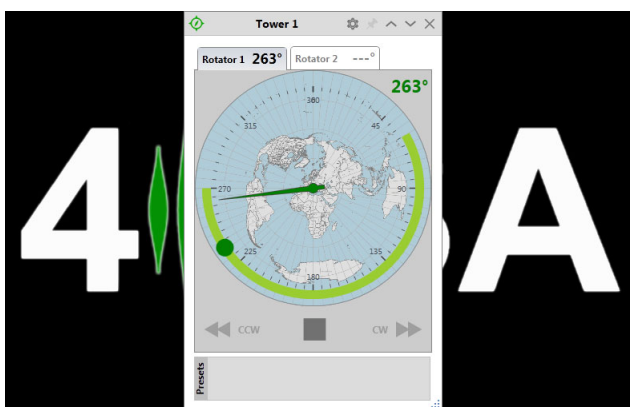 Tower 1
Rotator 1 263° Rotator 2 ---°
263°
360
315 45
270 90
225 135
180
CCW CW
Presets
4 A